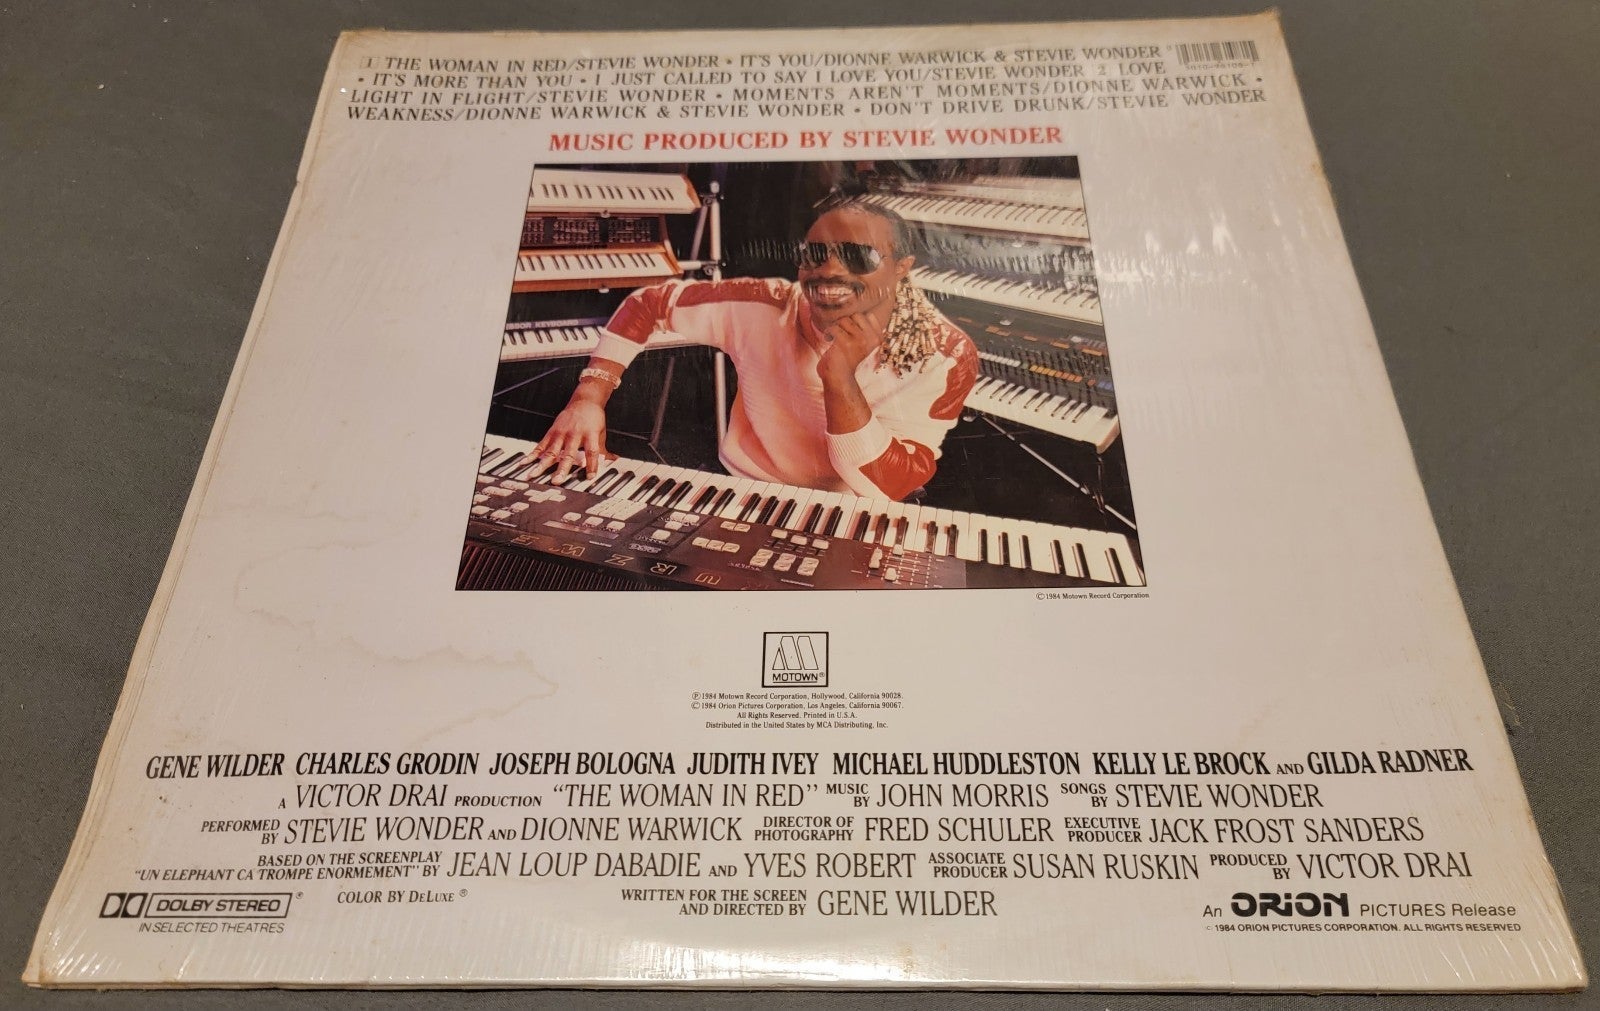 1 THE WOMAN IN RED/STEVIE WONDER • IT'S YOU/DIONNE WARWICK & STEVIE WONDER
• IT'S MORE THAN YOU • I JUST CALLED TO SAY I LOVE YOU/STEVIE WONDER 2 LOVE
LIGHT IN FLIGHT/STEVIE WONDER • MOMENTS AREN'T MOMENTS/DIONNE WARWICK •
WEAKNESS/DIONNE WARWICK & STEVIE WONDER • DON'T DRIVE DRUNK/STEVIE WONDER
MUSIC PRODUCED BY STEVIE WONDER
KEYBOARD
© 1984 Motown Record Corporation
MOTOWN®
℗ 1984 Motown Record Corporation, Hollywood, California 90028.
© 1984 Orion Pictures Corporation, Los Angeles, California 90067.
All Rights Reserved. Printed in U.S.A.
Distributed in the United States by MCA Distributing, Inc.
GENE WILDER CHARLES GRODIN JOSEPH BOLOGNA JUDITH IVEY MICHAEL HUDDLESTON KELLY LE BROCK AND GILDA RADNER
A VICTOR DRAI PRODUCTION "THE WOMAN IN RED" MUSIC BY JOHN MORRIS SONGS BY STEVIE WONDER
PERFORMED BY STEVIE WONDER AND DIONNE WARWICK DIRECTOR OF PHOTOGRAPHY FRED SCHULER EXECUTIVE PRODUCER JACK FROST SANDERS
BASED ON THE SCREENPLAY "UN ELEPHANT CA TROMPE ENORMEMENT" BY JEAN LOUP DABADIE AND YVES ROBERT ASSOCIATE PRODUCER SUSAN RUSKIN PRODUCED BY VICTOR DRAI
DOLBY STEREO ® COLOR BY DELUXE ® WRITTEN FOR THE SCREEN AND DIRECTED BY GENE WILDER An ORION PICTURES Release
IN SELECTED THEATRES
© 1984 ORION PICTURES CORPORATION. ALL RIGHTS RESERVED